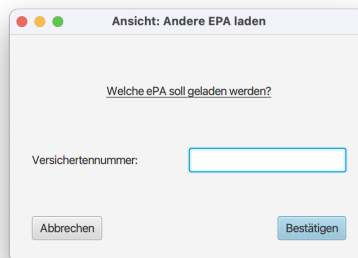 Ansicht: Andere EPA laden
Welche ePA soll geladen werden?
Versichertennummer:
Abbrechen
Bestätigen